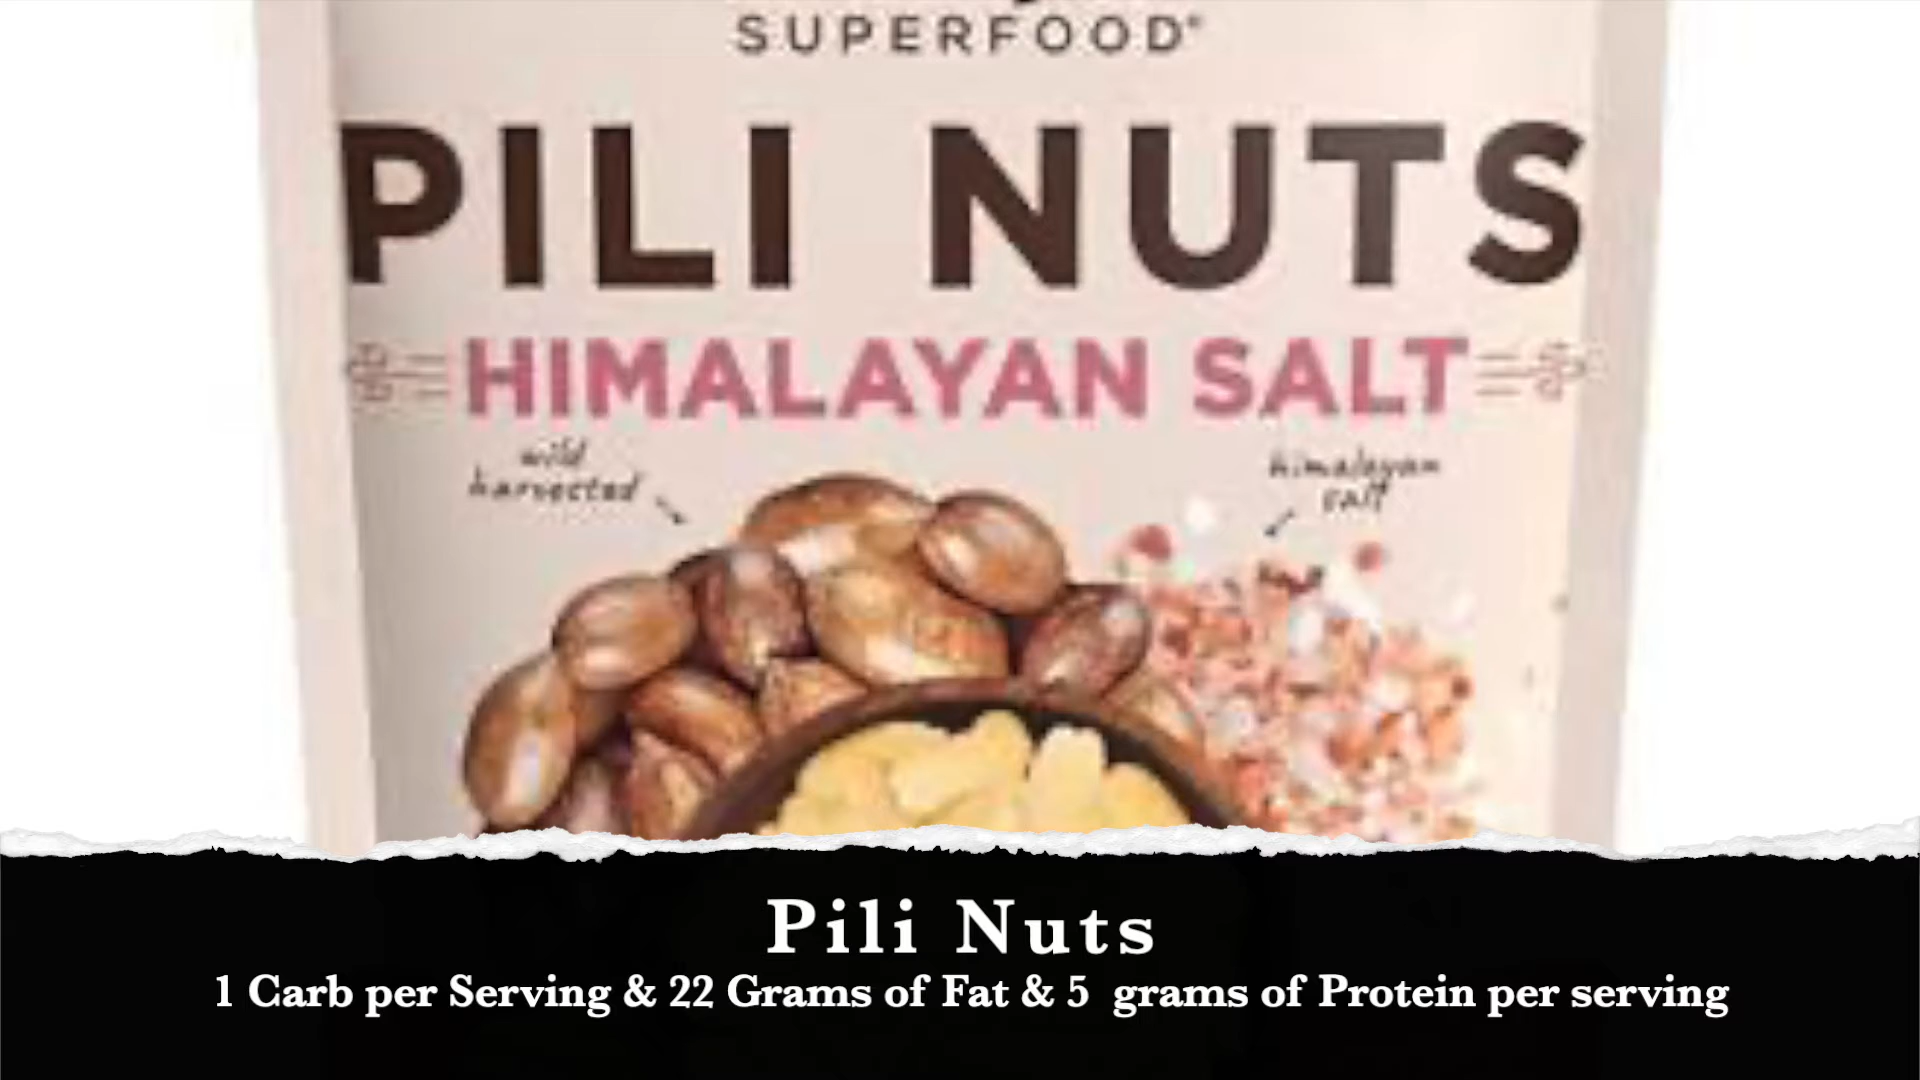 SUPERFOOD®
PILI NUTS
HIMALAYAN SALT
wild
harvested
himalayan
salt
Pili Nuts
1 Carb per Serving & 22 Grams of Fat & 5 grams of Protein per serving